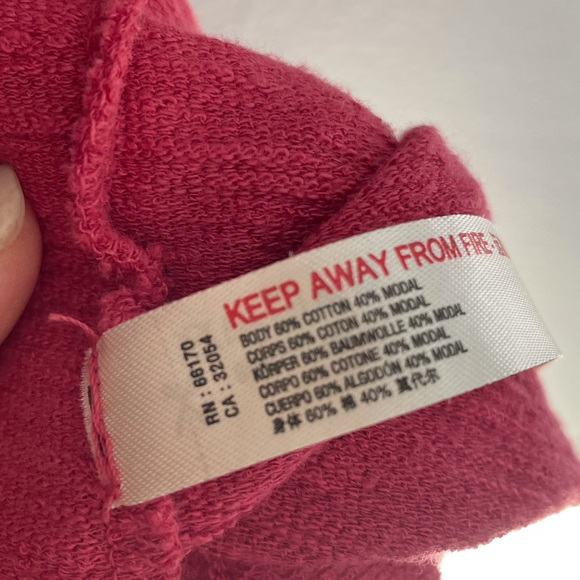 KEEP AWAY FROM FIRE
BODY 60% COTTON 40% MODAL
CORPS 60% COTON 40% MODAL
KÖRPER 60% BAUMWOLLE 40% MODAL
CORPO 60% COTONE 40% MODAL
CUERPO 60% ALGODÓN 40% MODAL
身体 60% 棉 40% 莫代尔
RN : 66170
CA : 32054